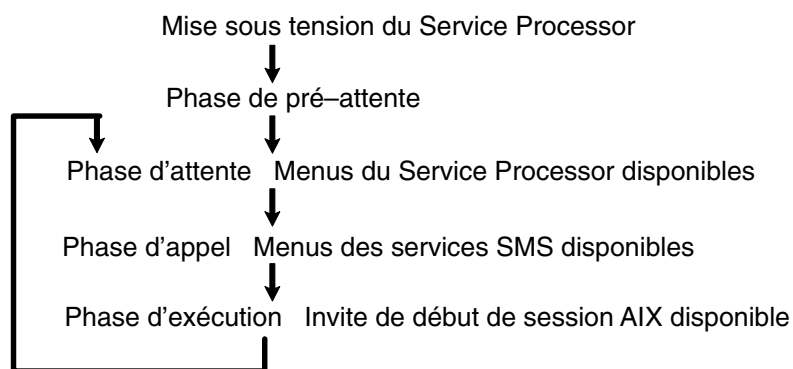 Mise sous tension du Service Processor
Phase de pré–attente
Phase d'attente Menus du Service Processor disponibles
Phase d'appel Menus des services SMS disponibles
Phase d'exécution Invite de début de session AIX disponible